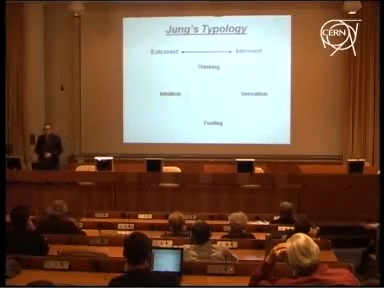 CERN
Jung's Typology
Extravert Introvert
Thinking
Intuition Sensation
Feeling